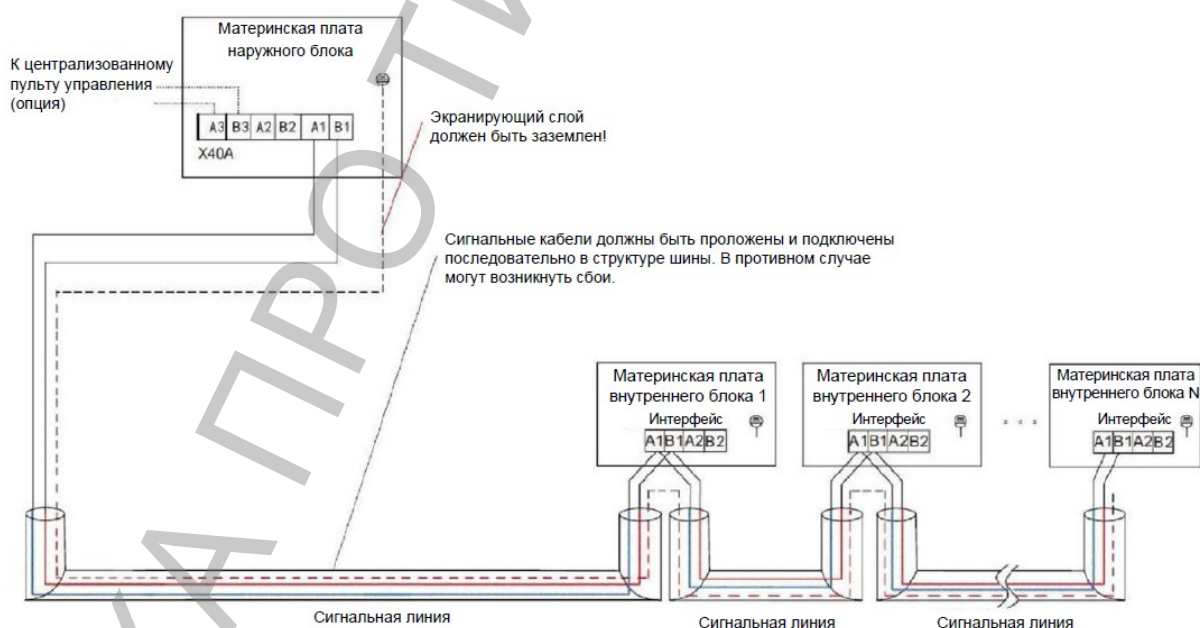 Материнская плата
наружного блока
К централизованному
пульту управления
(опция)
A3 B3 A2 B2 A1 B1
X40A
Экранирующий слой
должен быть заземлен!
Сигнальные кабели должны быть проложены и подключены
последовательно в структуре шины. В противном случае
могут возникнуть сбои.
Материнская плата
внутреннего блока 1
Интерфейс
A1 B1 A2 B2
Материнская плата
внутреннего блока 2
Интерфейс
A1 B1 A2 B2
Материнская плата
внутреннего блока N
Интерфейс
A1 B1 A2 B2
Сигнальная линия
Сигнальная линия
Сигнальная линия